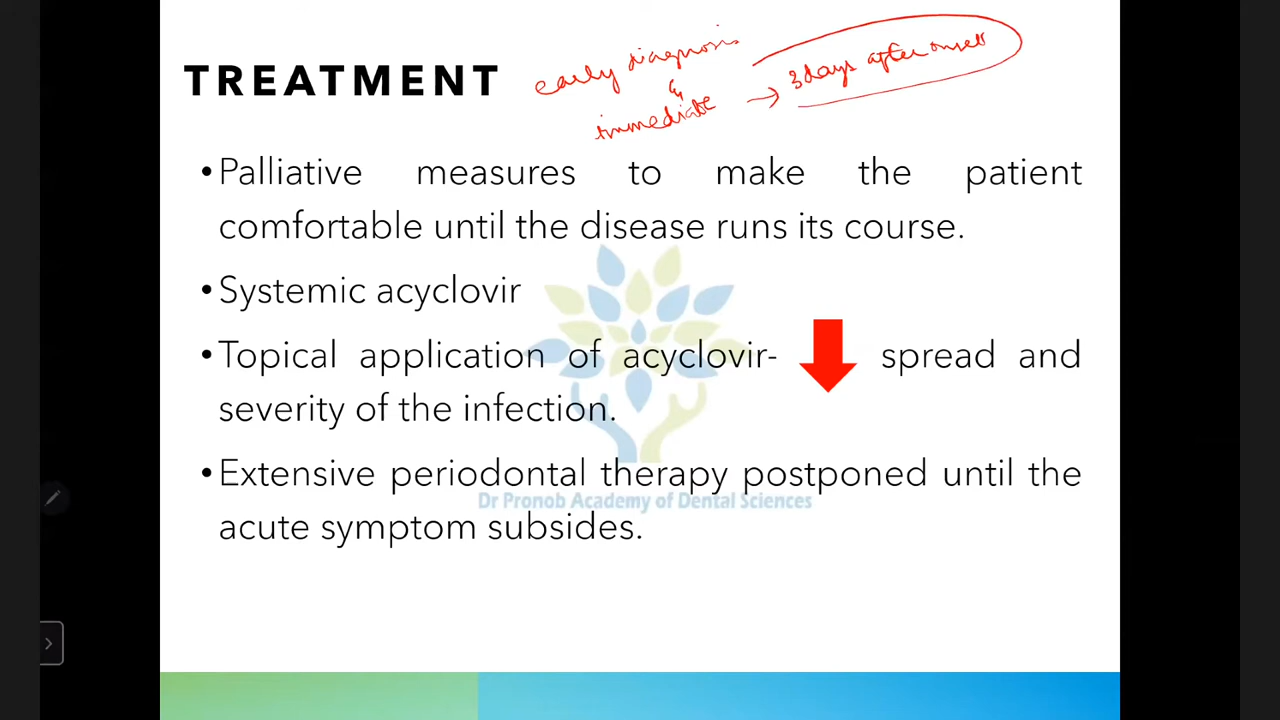 TREATMENT
early diagnosis
&
immediate → 3 days after onset
•Palliative measures to make the patient
comfortable until the disease runs its course.
•Systemic acyclovir
•Topical application of acyclovir- spread and
severity of the infection.
•Extensive periodontal therapy postponed until the
Dr Pronob Academy of Dental Sciences
acute symptom subsides.